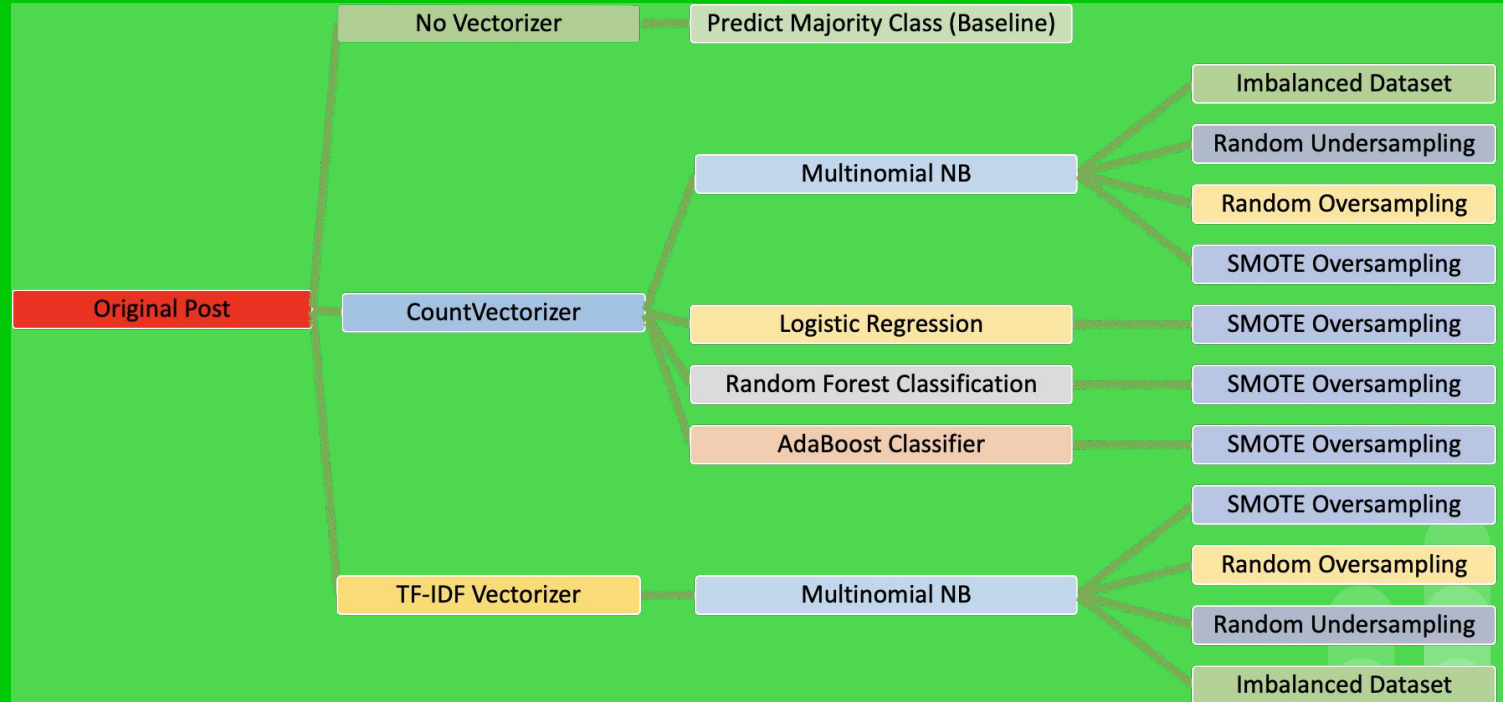 No Vectorizer
Predict Majority Class (Baseline)
Imbalanced Dataset
Random Undersampling
Multinomial NB
Random Oversampling
SMOTE Oversampling
Original Post
CountVectorizer
Logistic Regression
SMOTE Oversampling
Random Forest Classification
SMOTE Oversampling
AdaBoost Classifier
SMOTE Oversampling
SMOTE Oversampling
Random Oversampling
TF-IDF Vectorizer
Multinomial NB
Random Undersampling
Imbalanced Dataset